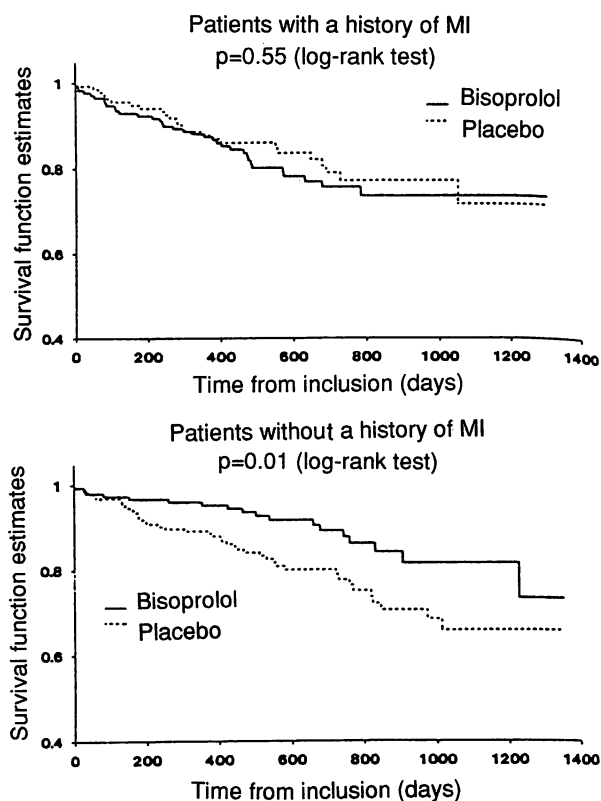 Patients with a history of MI
p=0.55 (log-rank test)
Survival function estimates
1
0.8
0.6
0.4
Bisoprolol
Placebo
0 200 400 600 800 1000 1200 1400
Time from inclusion (days)
Patients without a history of MI
p=0.01 (log-rank test)
Survival function estimates
1
0.8
0.6
0.4
Bisoprolol
Placebo
0 200 400 600 800 1000 1200 1400
Time from inclusion (days)